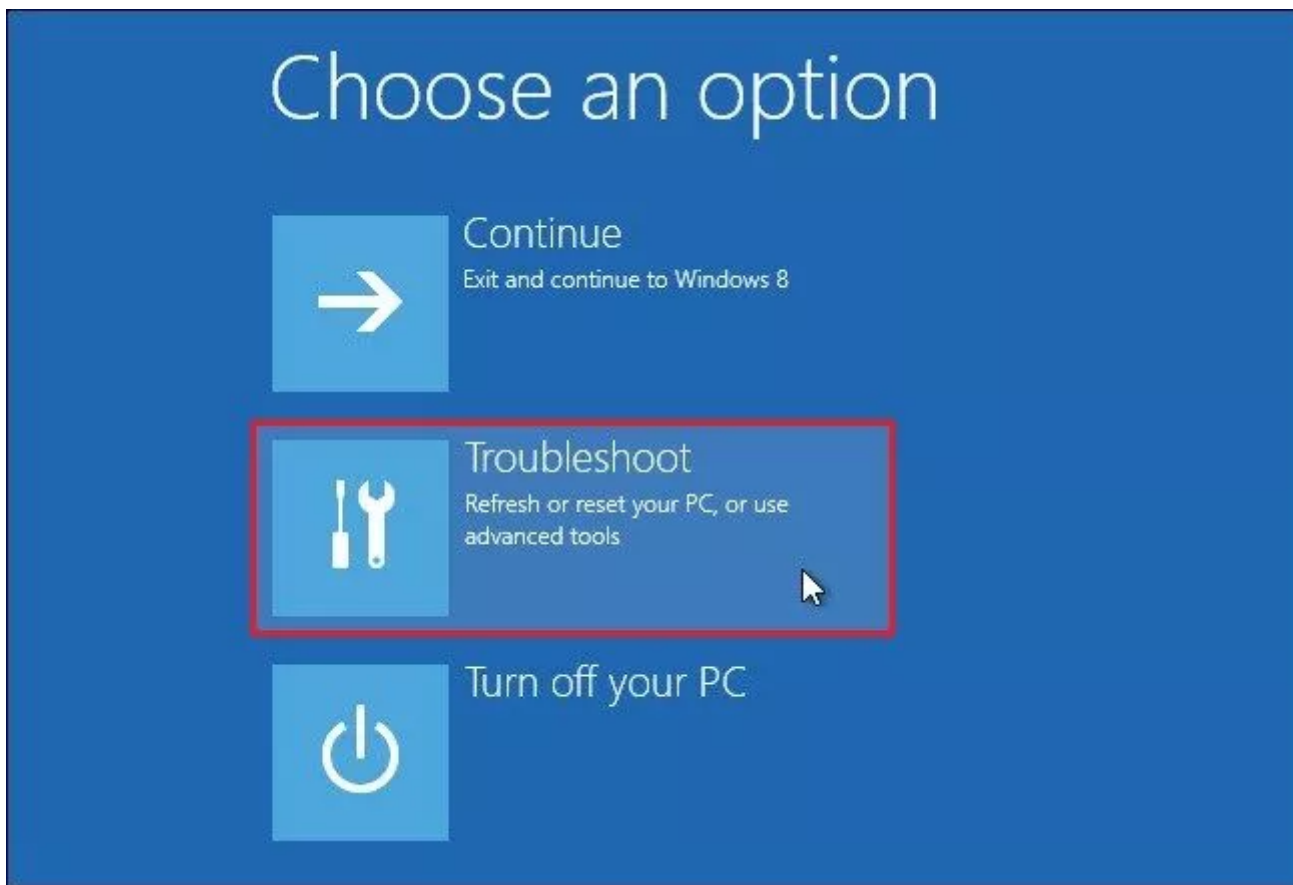 Choose an option
Continue
Exit and continue to Windows 8
Troubleshoot
Refresh or reset your PC, or use
advanced tools
Turn off your PC